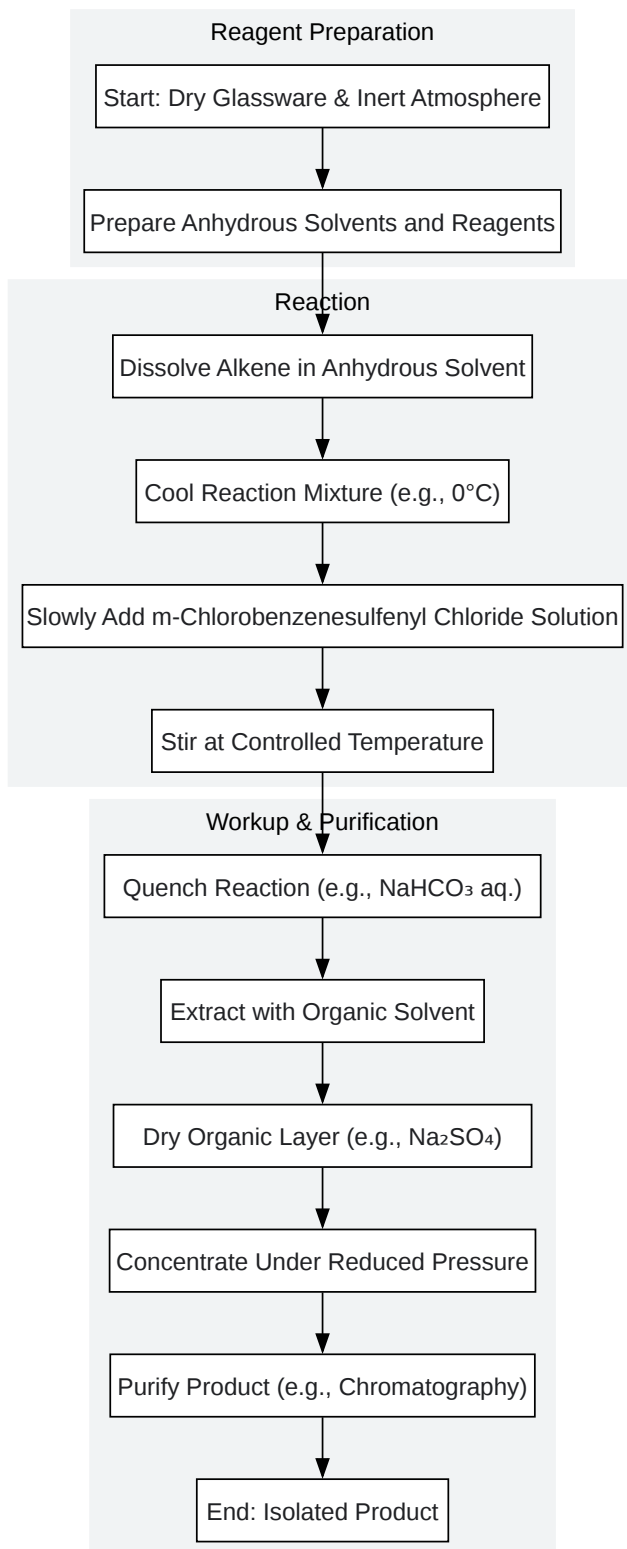 Reagent Preparation
Start: Dry Glassware & Inert Atmosphere
Prepare Anhydrous Solvents and Reagents
Reaction
Dissolve Alkene in Anhydrous Solvent
Cool Reaction Mixture (e.g., 0°C)
Slowly Add m-Chlorobenzenesulfenyl Chloride Solution
Stir at Controlled Temperature
Workup & Purification
Quench Reaction (e.g., NaHCO₃ aq.)
Extract with Organic Solvent
Dry Organic Layer (e.g., Na₂SO₄)
Concentrate Under Reduced Pressure
Purify Product (e.g., Chromatography)
End: Isolated Product